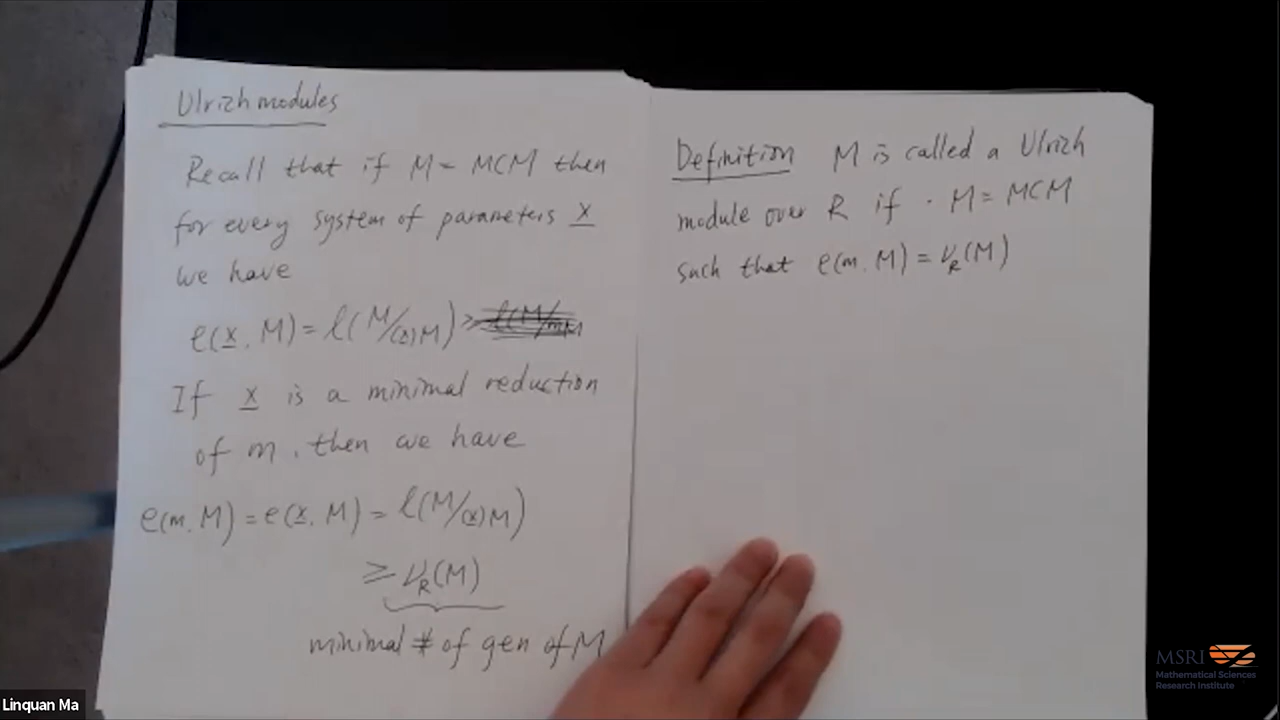 Ulrich modules
Recall that if M = MCM then
for every system of parameters x
we have
e(x, M) = l(M/(x)M) ≥
If x is a minimal reduction
of m, then we have
e(m, M) = e(x, M) = l(M/(x)M)
≥ ν_R(M)
minimal # of gen of M
Definition M is called a Ulrich
module over R if · M = MCM
such that e(m, M) = ν_R(M)
MSRI
Mathematical Sciences
Research Institute
Linquan Ma